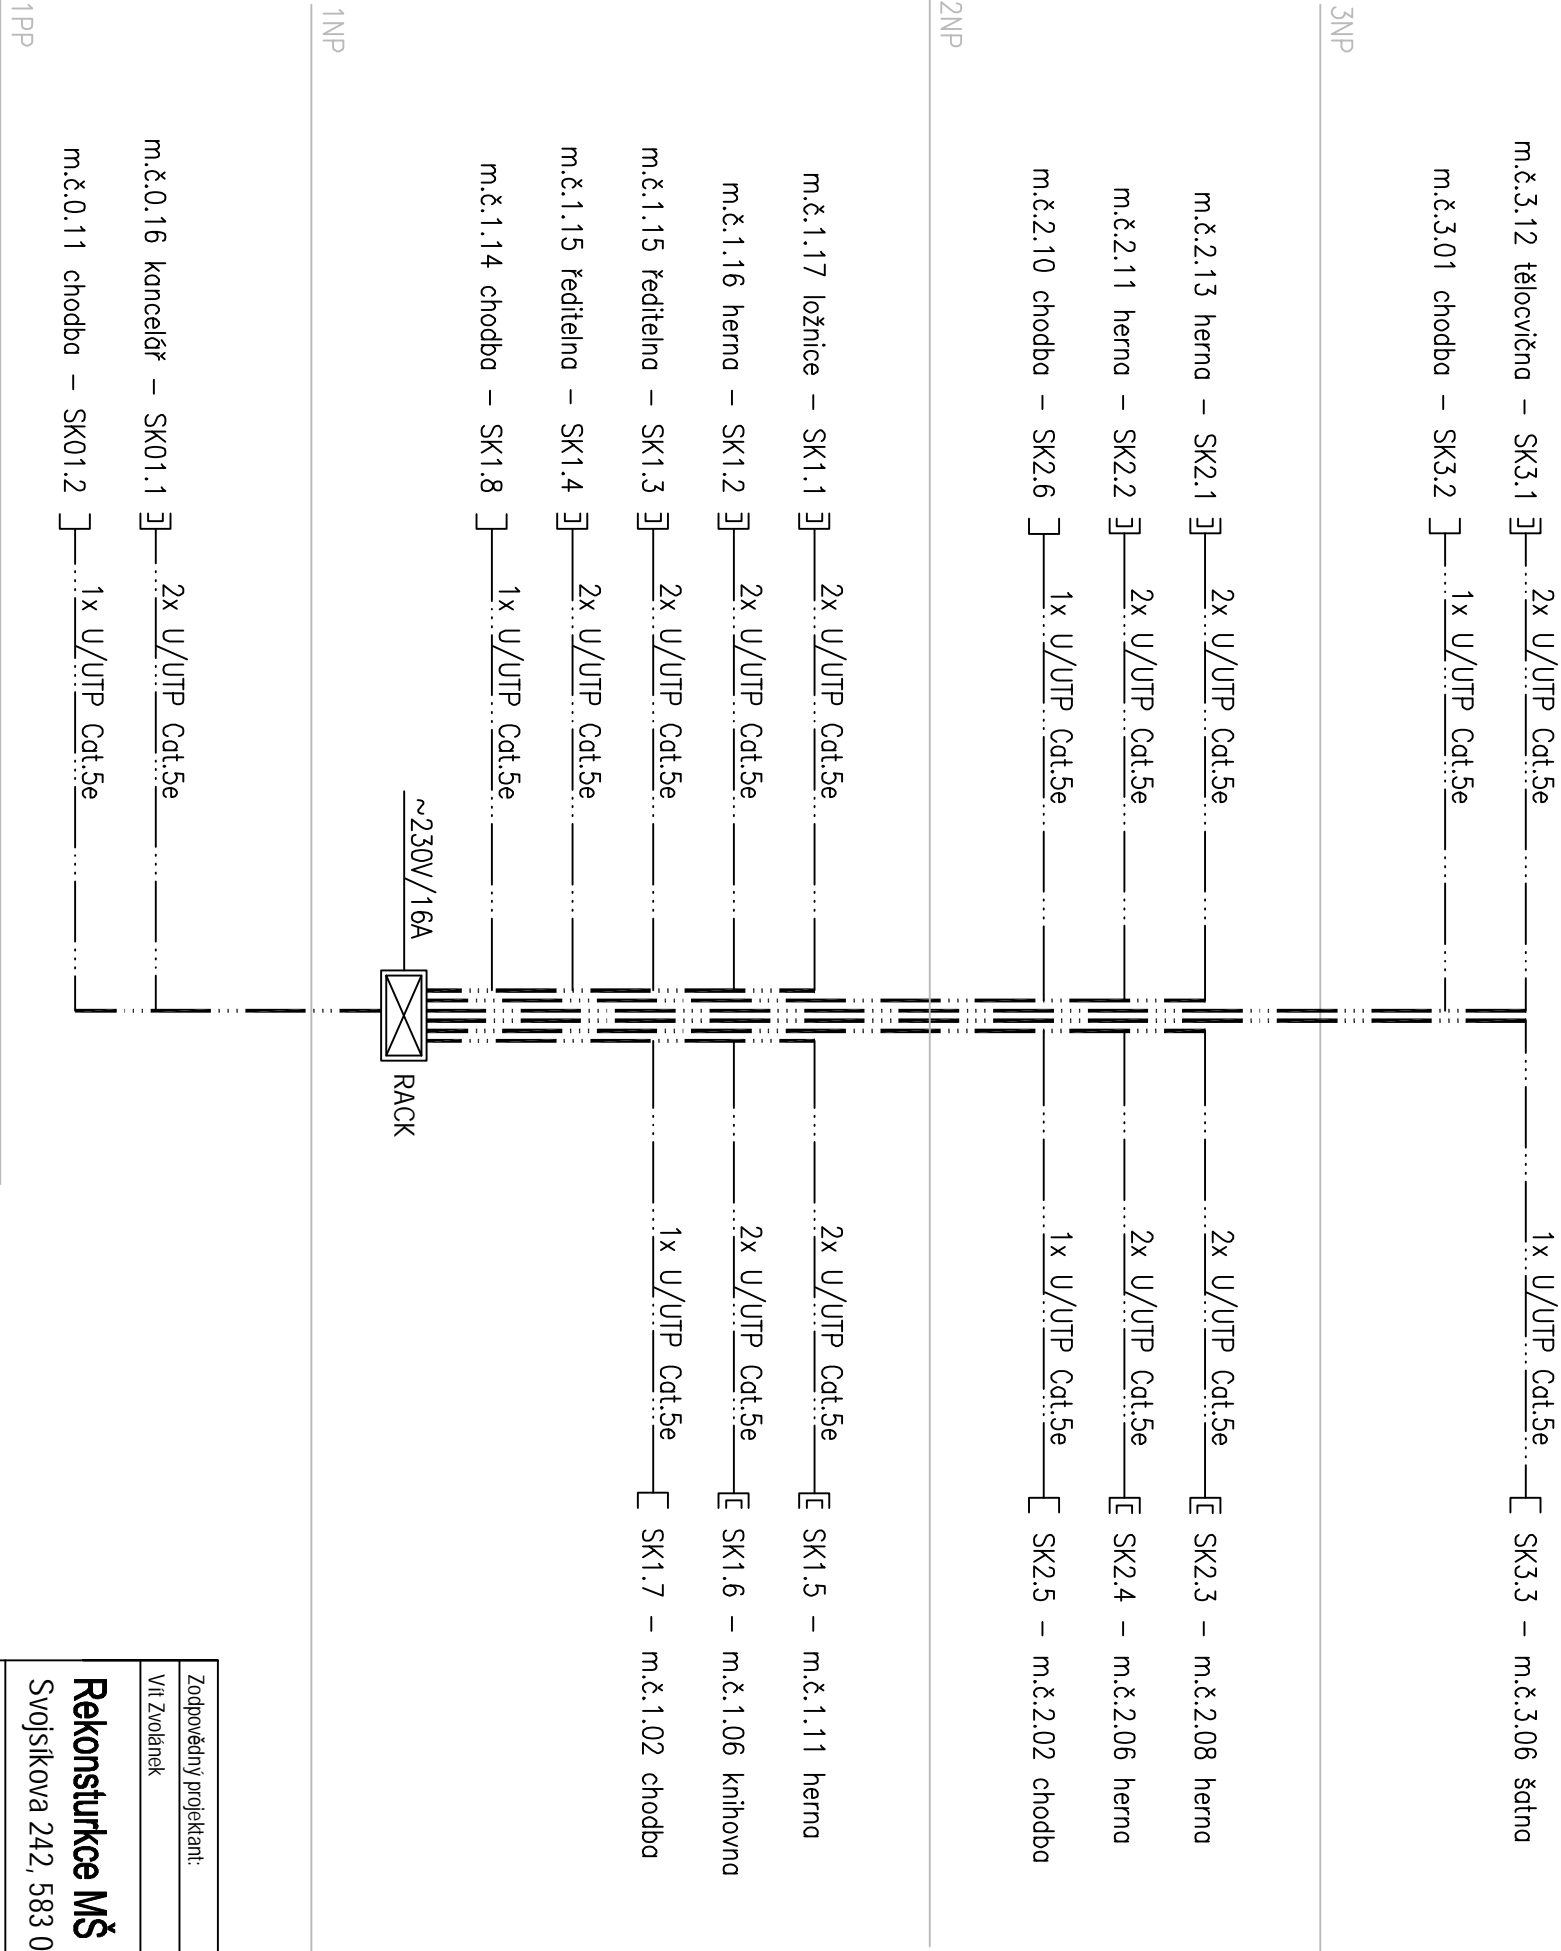 3NP
m.č.3.12 tělocvična – SK3.1
2x U/UTP Cat.5e
1x U/UTP Cat.5e
SK3.3 – m.č.3.06 šatna
m.č.3.01 chodba – SK3.2
1x U/UTP Cat.5e
2NP
m.č.2.13 herna – SK2.1
2x U/UTP Cat.5e
2x U/UTP Cat.5e
SK2.3 – m.č.2.08 herna
m.č.2.11 herna – SK2.2
2x U/UTP Cat.5e
2x U/UTP Cat.5e
SK2.4 – m.č.2.06 herna
m.č.2.10 chodba – SK2.6
1x U/UTP Cat.5e
1x U/UTP Cat.5e
SK2.5 – m.č.2.02 chodba
1NP
m.č.1.17 ložnice – SK1.1
2x U/UTP Cat.5e
2x U/UTP Cat.5e
SK1.5 – m.č.1.11 herna
m.č.1.16 herna – SK1.2
2x U/UTP Cat.5e
2x U/UTP Cat.5e
SK1.6 – m.č.1.06 knihovna
m.č.1.15 ředitelna – SK1.3
2x U/UTP Cat.5e
1x U/UTP Cat.5e
SK1.7 – m.č.1.02 chodba
m.č.1.15 ředitelna – SK1.4
2x U/UTP Cat.5e
m.č.1.14 chodba – SK1.8
1x U/UTP Cat.5e
~230V/16A
RACK
1PP
m.č.0.16 kancelář – SK01.1
2x U/UTP Cat.5e
m.č.0.11 chodba – SK01.2
1x U/UTP Cat.5e
Zodpovědný projektant:
Vít Zvolánek
Rekonsturkce MŠ
Svojsíkova 242, 583 0